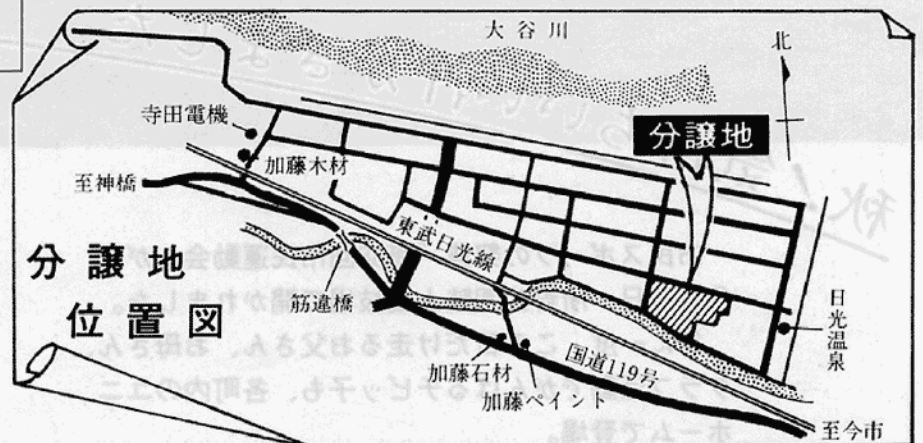 大谷川
北
寺田電機
分譲地
加藤木材
至神橋
東武日光線
分譲地
位置図
筋違橋
日光温泉
国道119号
加藤石材
加藤ペイント
至今市